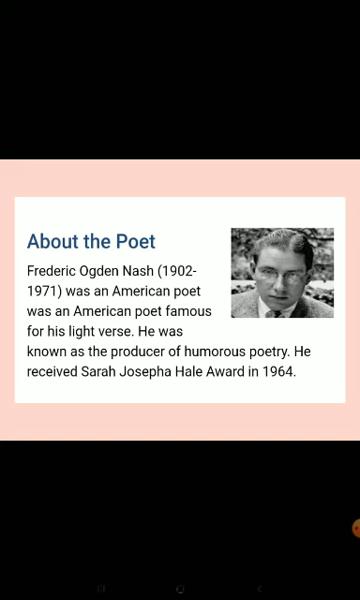 About the Poet
Frederic Ogden Nash (1902-
1971) was an American poet
was an American poet famous
for his light verse. He was
known as the producer of humorous poetry. He
received Sarah Josepha Hale Award in 1964.